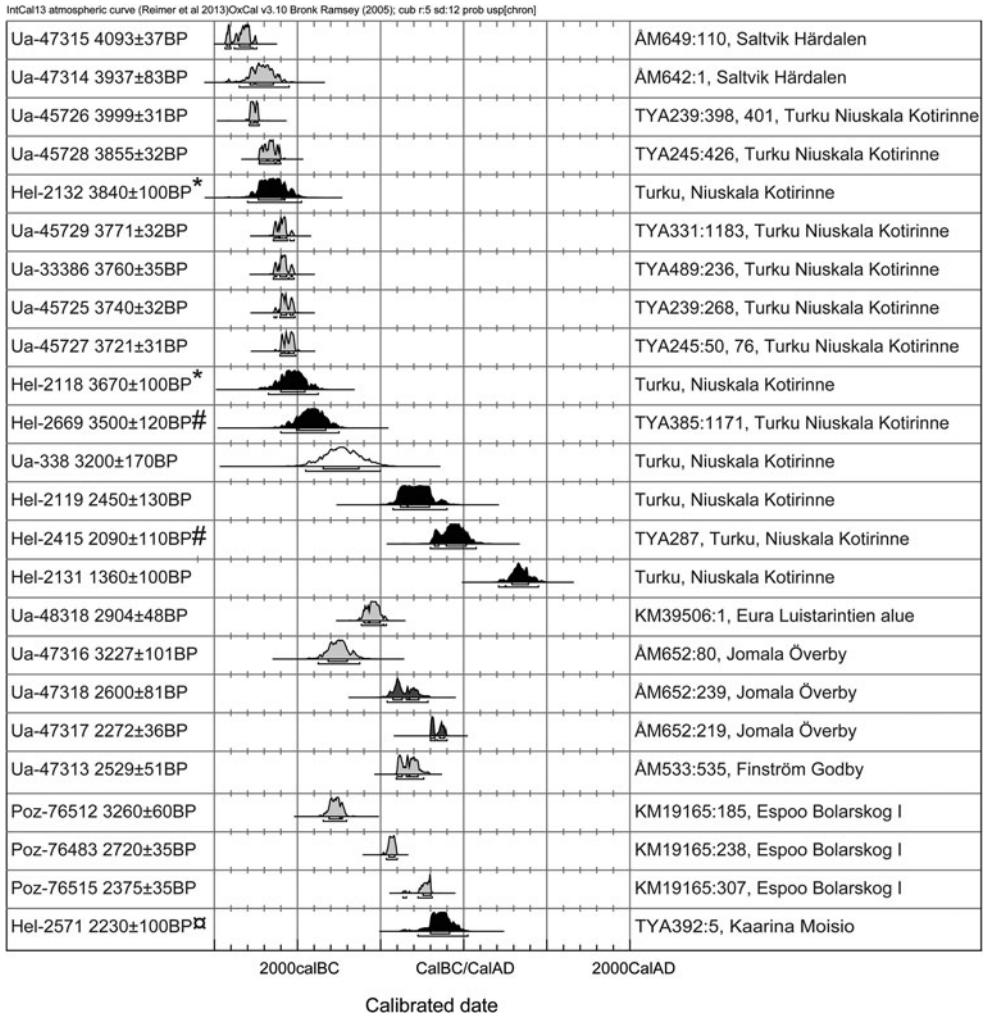 IntCal13 atmospheric curve (Reimer et al 2013)OxCal v3.10 Bronk Ramsey (2005); cub r:5 sd:12 prob usp[chron]
Ua-47315 4093±37BP ÅM649:110, Saltvik Härdalen
Ua-47314 3937±83BP ÅM642:1, Saltvik Härdalen
Ua-45726 3999±31BP TYA239:398, 401, Turku Niuskala Kotirinne
Ua-45728 3855±32BP TYA245:426, Turku Niuskala Kotirinne
Hel-2132 3840±100BP* Turku, Niuskala Kotirinne
Ua-45729 3771±32BP TYA331:1183, Turku Niuskala Kotirinne
Ua-33386 3760±35BP TYA489:236, Turku Niuskala Kotirinne
Ua-45725 3740±32BP TYA239:268, Turku Niuskala Kotirinne
Ua-45727 3721±31BP TYA245:50, 76, Turku Niuskala Kotirinne
Hel-2118 3670±100BP* Turku, Niuskala Kotirinne
Hel-2669 3500±120BP# TYA385:1171, Turku Niuskala Kotirinne
Ua-338 3200±170BP Turku, Niuskala Kotirinne
Hel-2119 2450±130BP Turku, Niuskala Kotirinne
Hel-2415 2090±110BP# TYA287, Turku, Niuskala Kotirinne
Hel-2131 1360±100BP Turku, Niuskala Kotirinne
Ua-48318 2904±48BP KM39506:1, Eura Luistarintien alue
Ua-47316 3227±101BP ÅM652:80, Jomala Överby
Ua-47318 2600±81BP ÅM652:239, Jomala Överby
Ua-47317 2272±36BP ÅM652:219, Jomala Överby
Ua-47313 2529±51BP ÅM533:535, Finström Godby
Poz-76512 3260±60BP KM19165:185, Espoo Bolarskog I
Poz-76483 2720±35BP KM19165:238, Espoo Bolarskog I
Poz-76515 2375±35BP KM19165:307, Espoo Bolarskog I
Hel-2571 2230±100BP¤ TYA392:5, Kaarina Moisio
2000calBC CalBC/CalAD 2000CalAD
Calibrated date